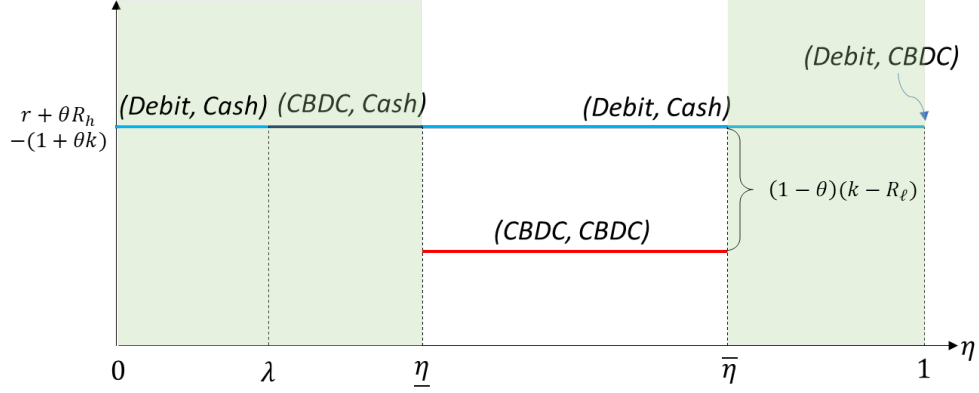 (Debit, CBDC)
(Debit, Cash) (CBDC, Cash) (Debit, Cash)
r + θR_h
−(1 + θk)
(1 − θ)(k − R_ℓ)
(CBDC, CBDC)
0 λ η̲ η̅ 1 η